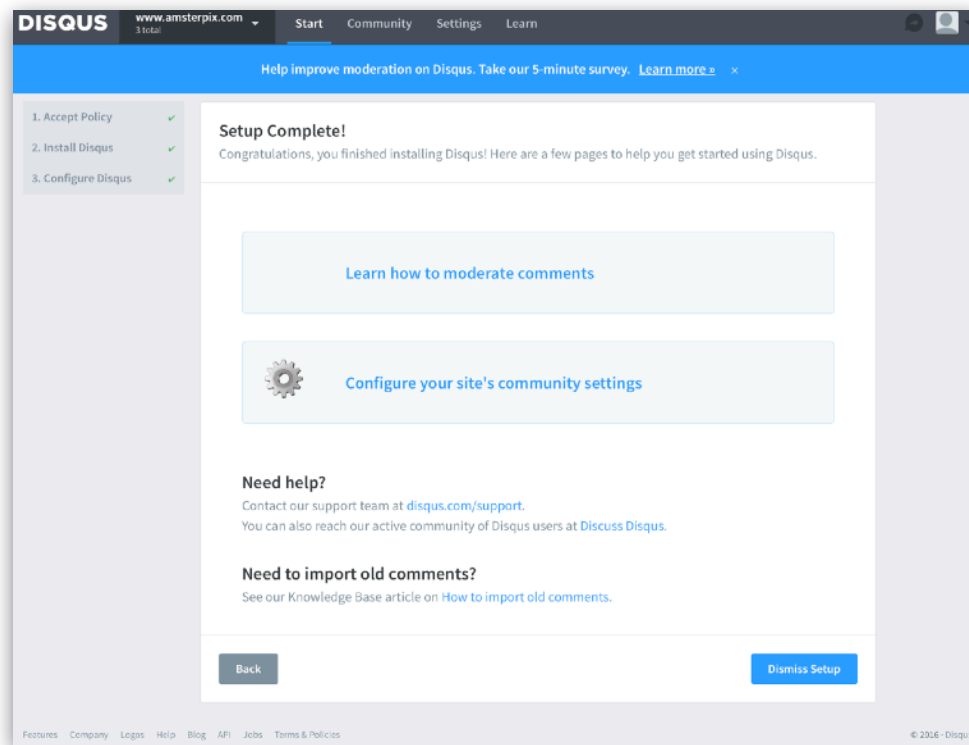 DISQUS
www.amsterpix.com
3 total
Start Community Settings Learn
Help improve moderation on Disqus. Take our 5-minute survey. Learn more » ×
1. Accept Policy ✔
2. Install Disqus ✔
3. Configure Disqus ✔
Setup Complete!
Congratulations, you finished installing Disqus! Here are a few pages to help you get started using Disqus.
Learn how to moderate comments
Configure your site's community settings
Need help?
Contact our support team at disqus.com/support.
You can also reach our active community of Disqus users at Discuss Disqus.
Need to import old comments?
See our Knowledge Base article on How to import old comments.
Back Dismiss Setup
Features Company Logos Help Blog API Jobs Terms & Policies © 2016 - Disqu